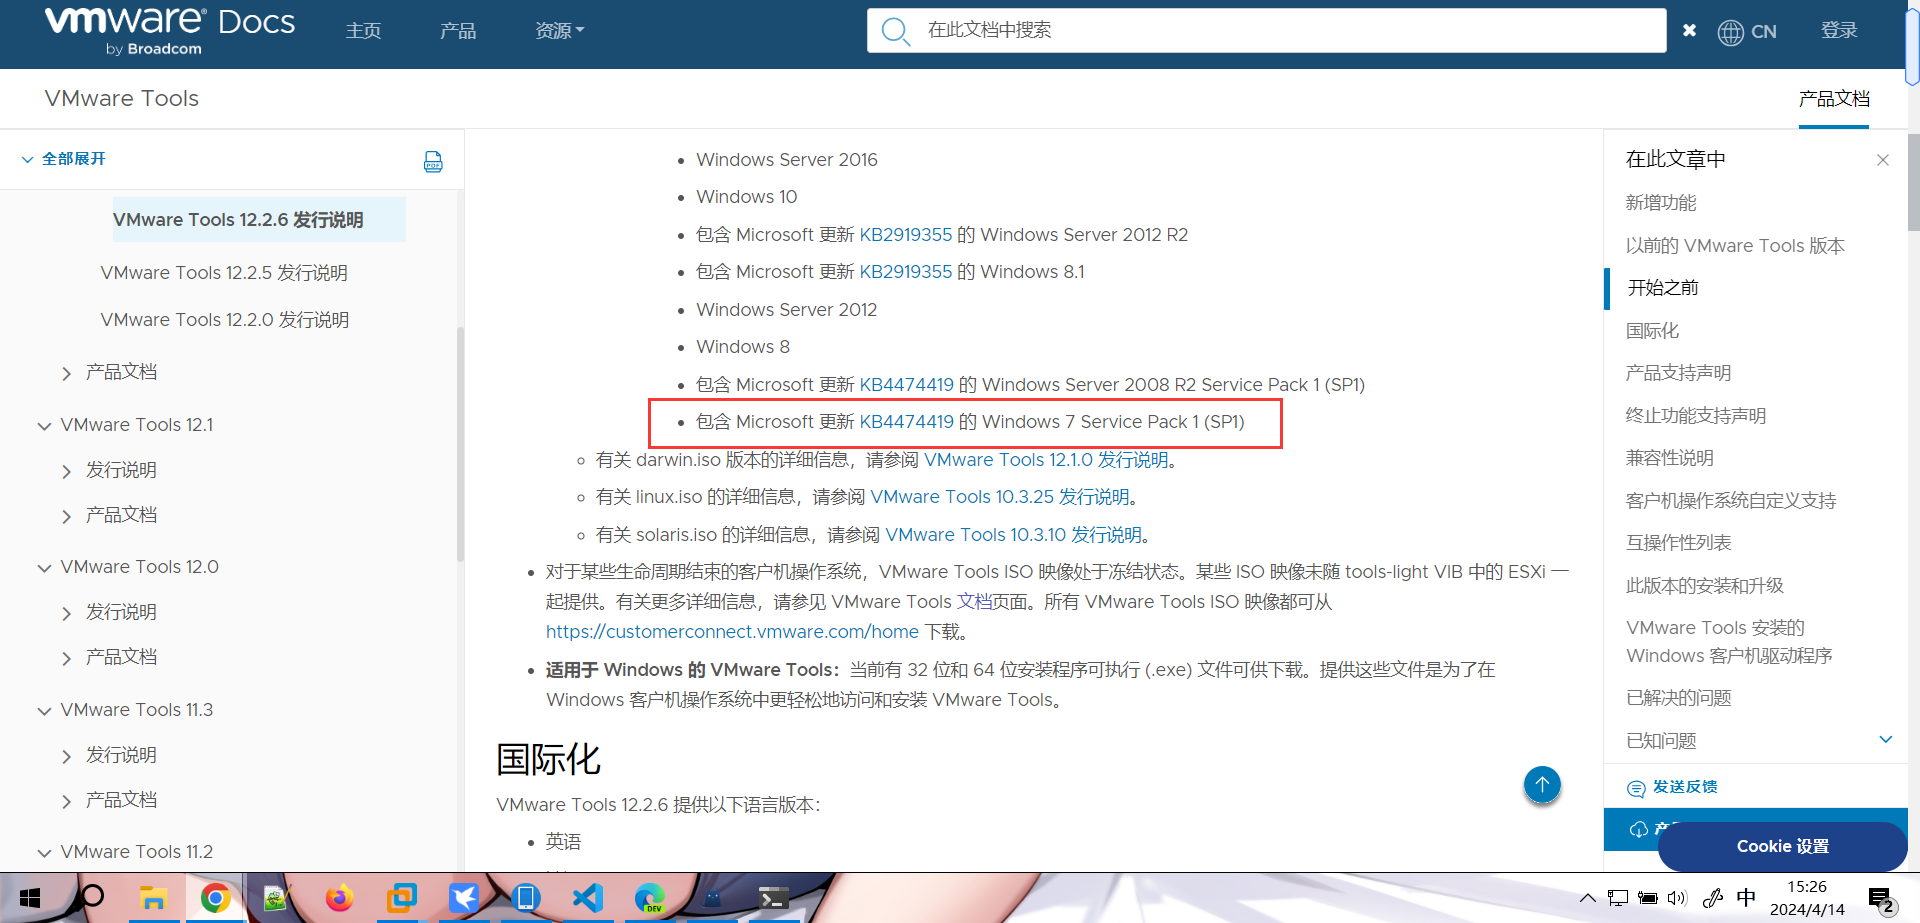 vmware Docs
by Broadcom
主页
产品
资源
在此文档中搜索
CN
登录
VMware Tools
产品文档
全部展开
VMware Tools 12.2.6 发行说明
VMware Tools 12.2.5 发行说明
VMware Tools 12.2.0 发行说明
产品文档
VMware Tools 12.1
发行说明
产品文档
VMware Tools 12.0
发行说明
产品文档
VMware Tools 11.3
发行说明
产品文档
VMware Tools 11.2
• Windows Server 2016
• Windows 10
• 包含 Microsoft 更新 KB2919355 的 Windows Server 2012 R2
• 包含 Microsoft 更新 KB2919355 的 Windows 8.1
• Windows Server 2012
• Windows 8
• 包含 Microsoft 更新 KB4474419 的 Windows Server 2008 R2 Service Pack 1 (SP1)
• 包含 Microsoft 更新 KB4474419 的 Windows 7 Service Pack 1 (SP1)
有关 darwin.iso 版本的详细信息，请参阅 VMware Tools 12.1.0 发行说明。
有关 linux.iso 的详细信息，请参阅 VMware Tools 10.3.25 发行说明。
有关 solaris.iso 的详细信息，请参阅 VMware Tools 10.3.10 发行说明。
• 对于某些生命周期结束的客户机操作系统，VMware Tools ISO 映像处于冻结状态。某些 ISO 映像未随 tools-light VIB 中的 ESXi 一
起提供。有关更多详细信息，请参见 VMware Tools 文档页面。所有 VMware Tools ISO 映像都可从
https://customerconnect.vmware.com/home 下载。
• 适用于 Windows 的 VMware Tools：当前有 32 位和 64 位安装程序可执行 (.exe) 文件可供下载。提供这些文件是为了在
Windows 客户机操作系统中更轻松地访问和安装 VMware Tools。
国际化
VMware Tools 12.2.6 提供以下语言版本：
• 英语
在此文章中
新增功能
以前的 VMware Tools 版本
开始之前
国际化
产品支持声明
终止功能支持声明
兼容性说明
客户机操作系统自定义支持
互操作性列表
此版本的安装和升级
VMware Tools 安装的
Windows 客户机驱动程序
已解决的问题
已知问题
发送反馈
Cookie 设置
PDF
DEV
中
15:26
2024/4/14
2